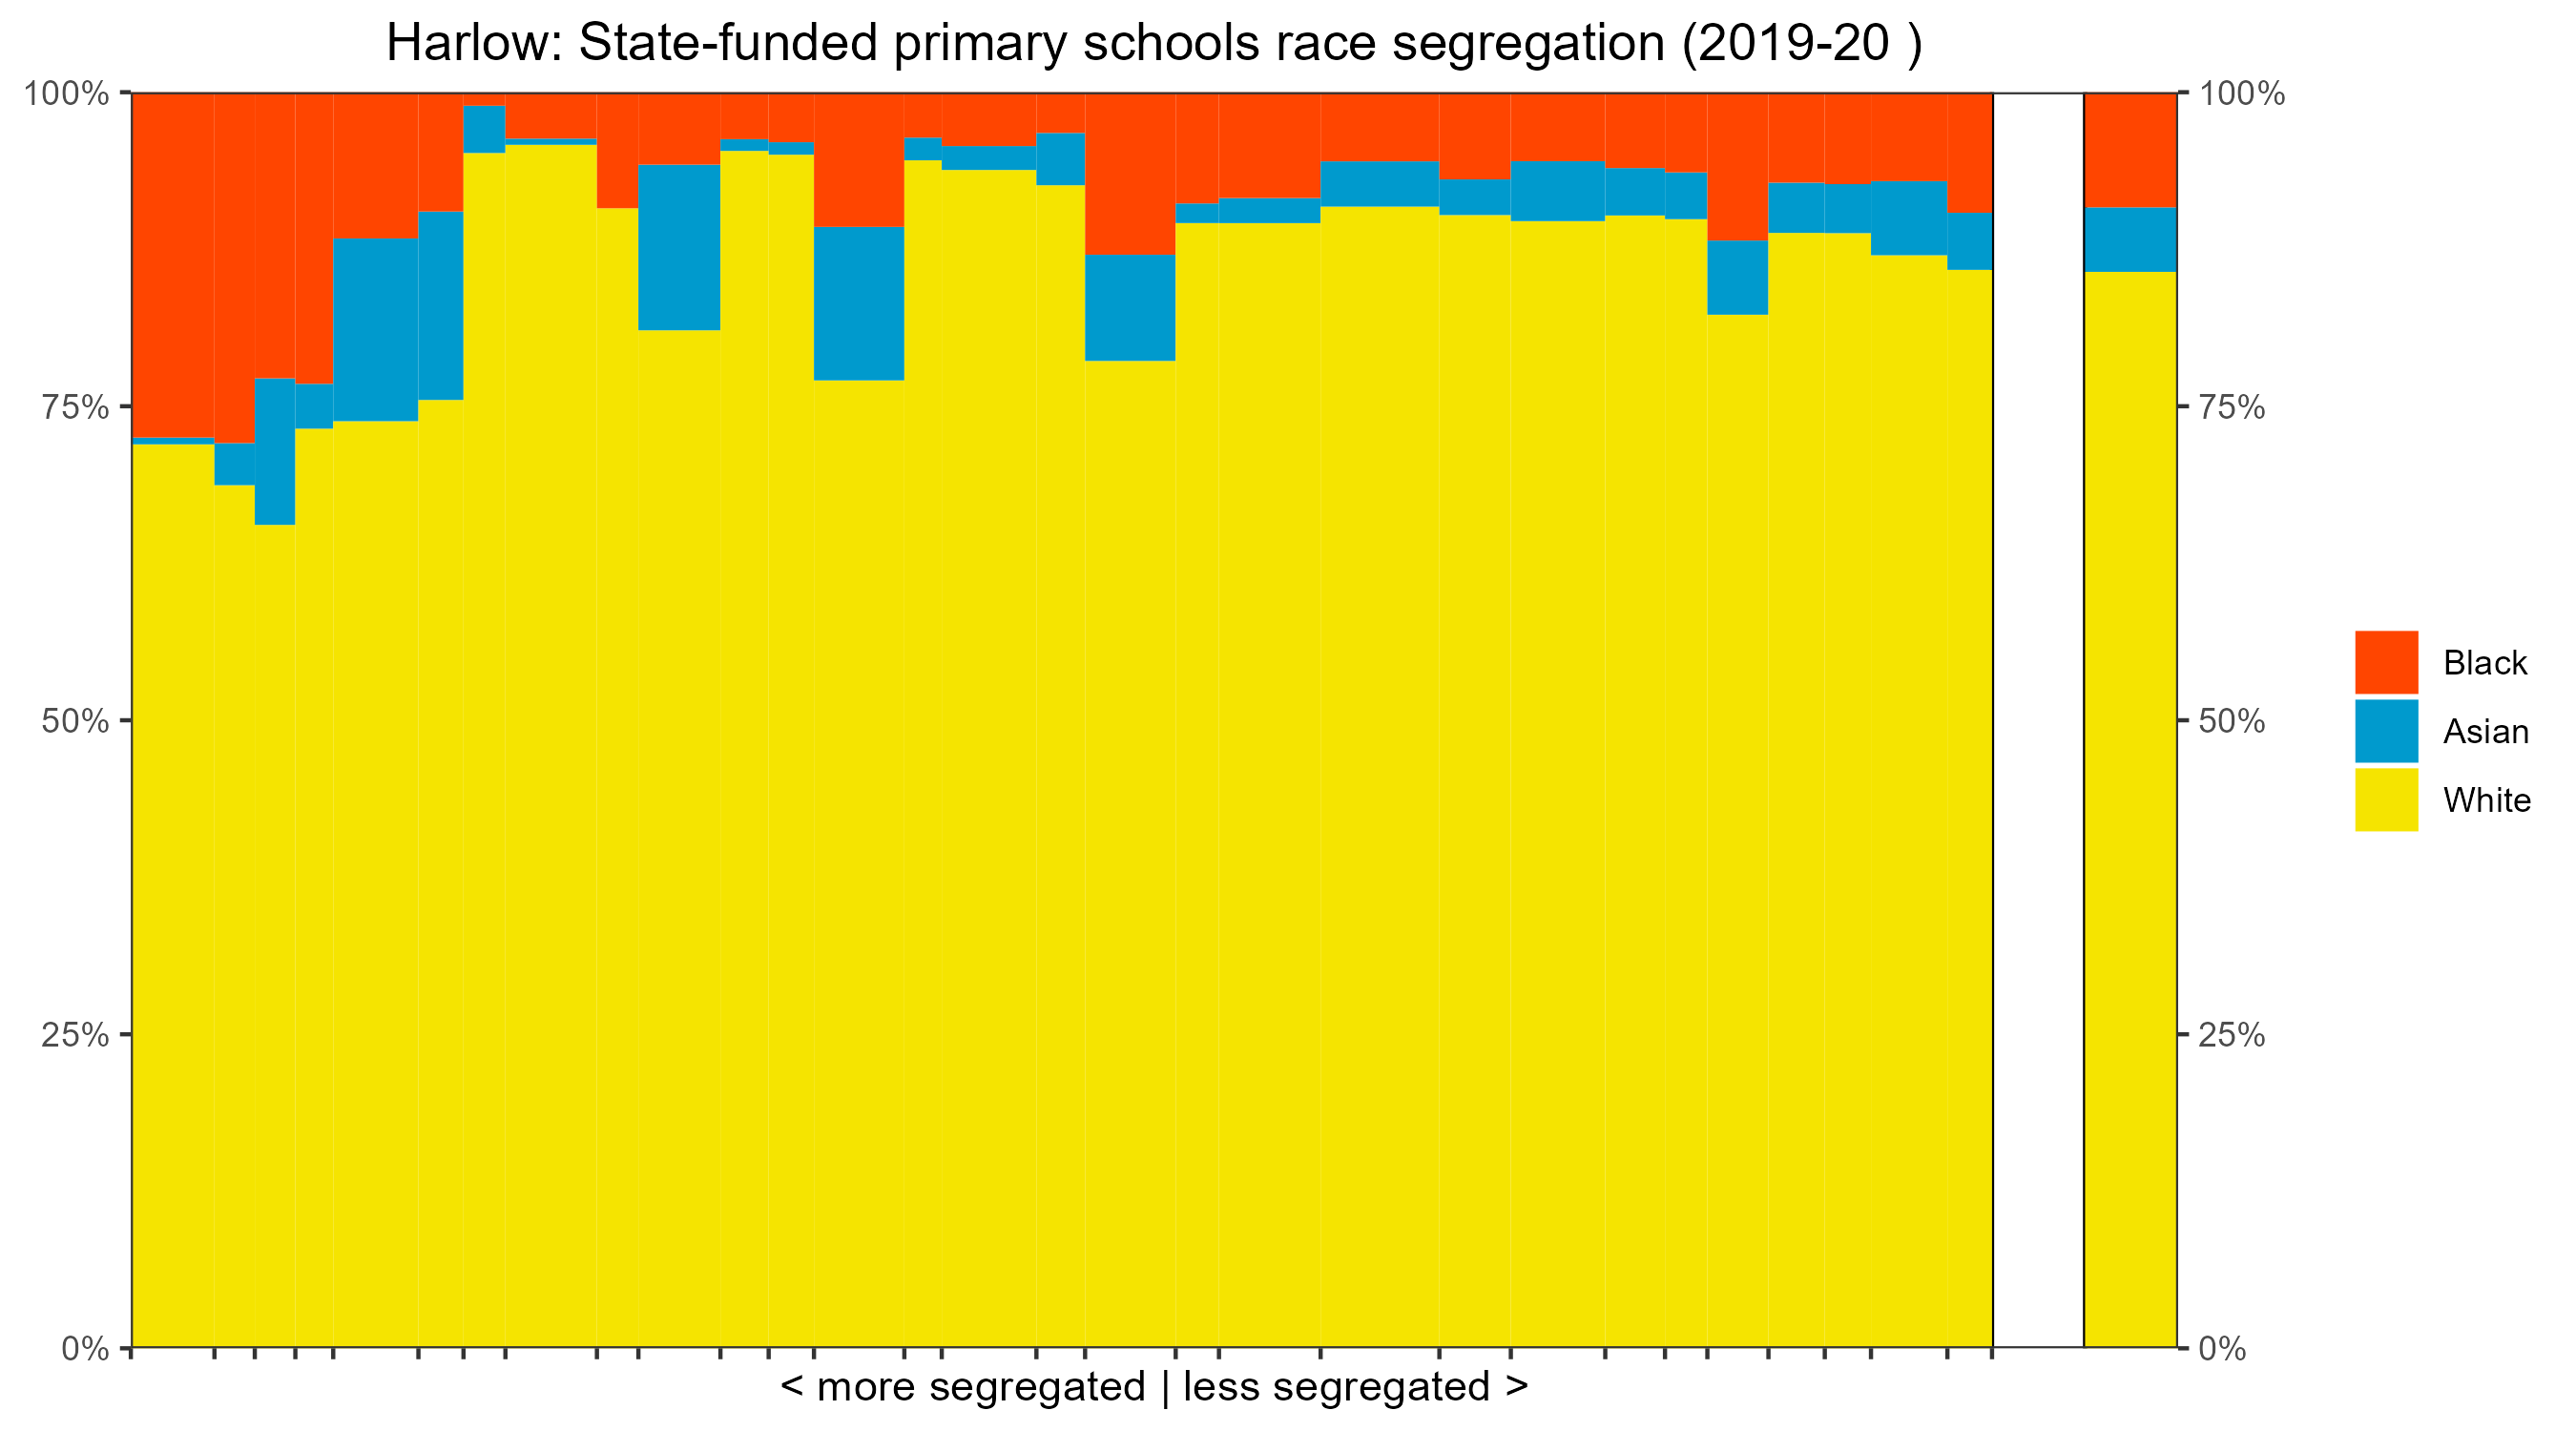 Harlow: State-funded primary schools race segregation (2019-20 )
100%
75%
50%
25%
0%
100%
75%
50%
25%
0%
Black
Asian
White
< more segregated | less segregated >